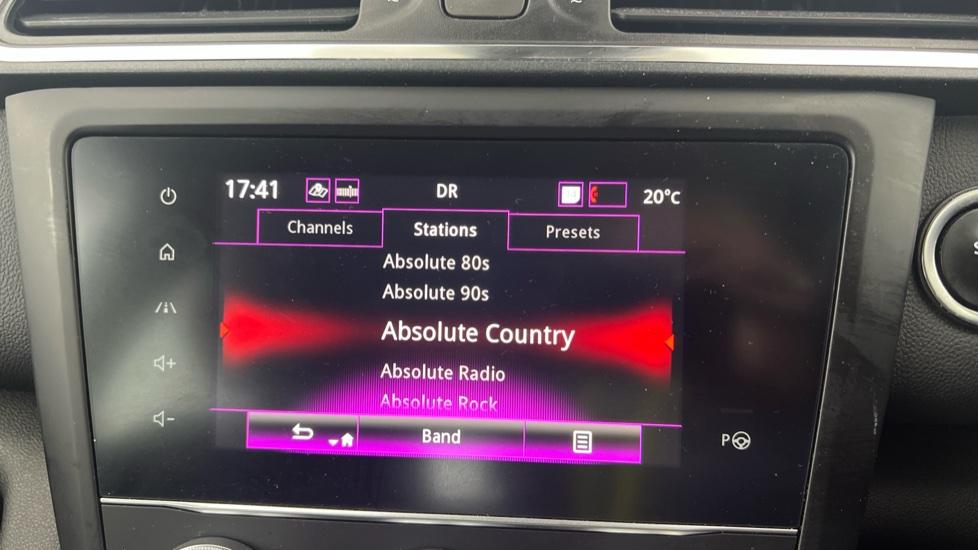 17:41 DR 20°C
Channels Stations Presets
Absolute 80s
Absolute 90s
Absolute Country
Absolute Radio
Absolute Rock
Band
P